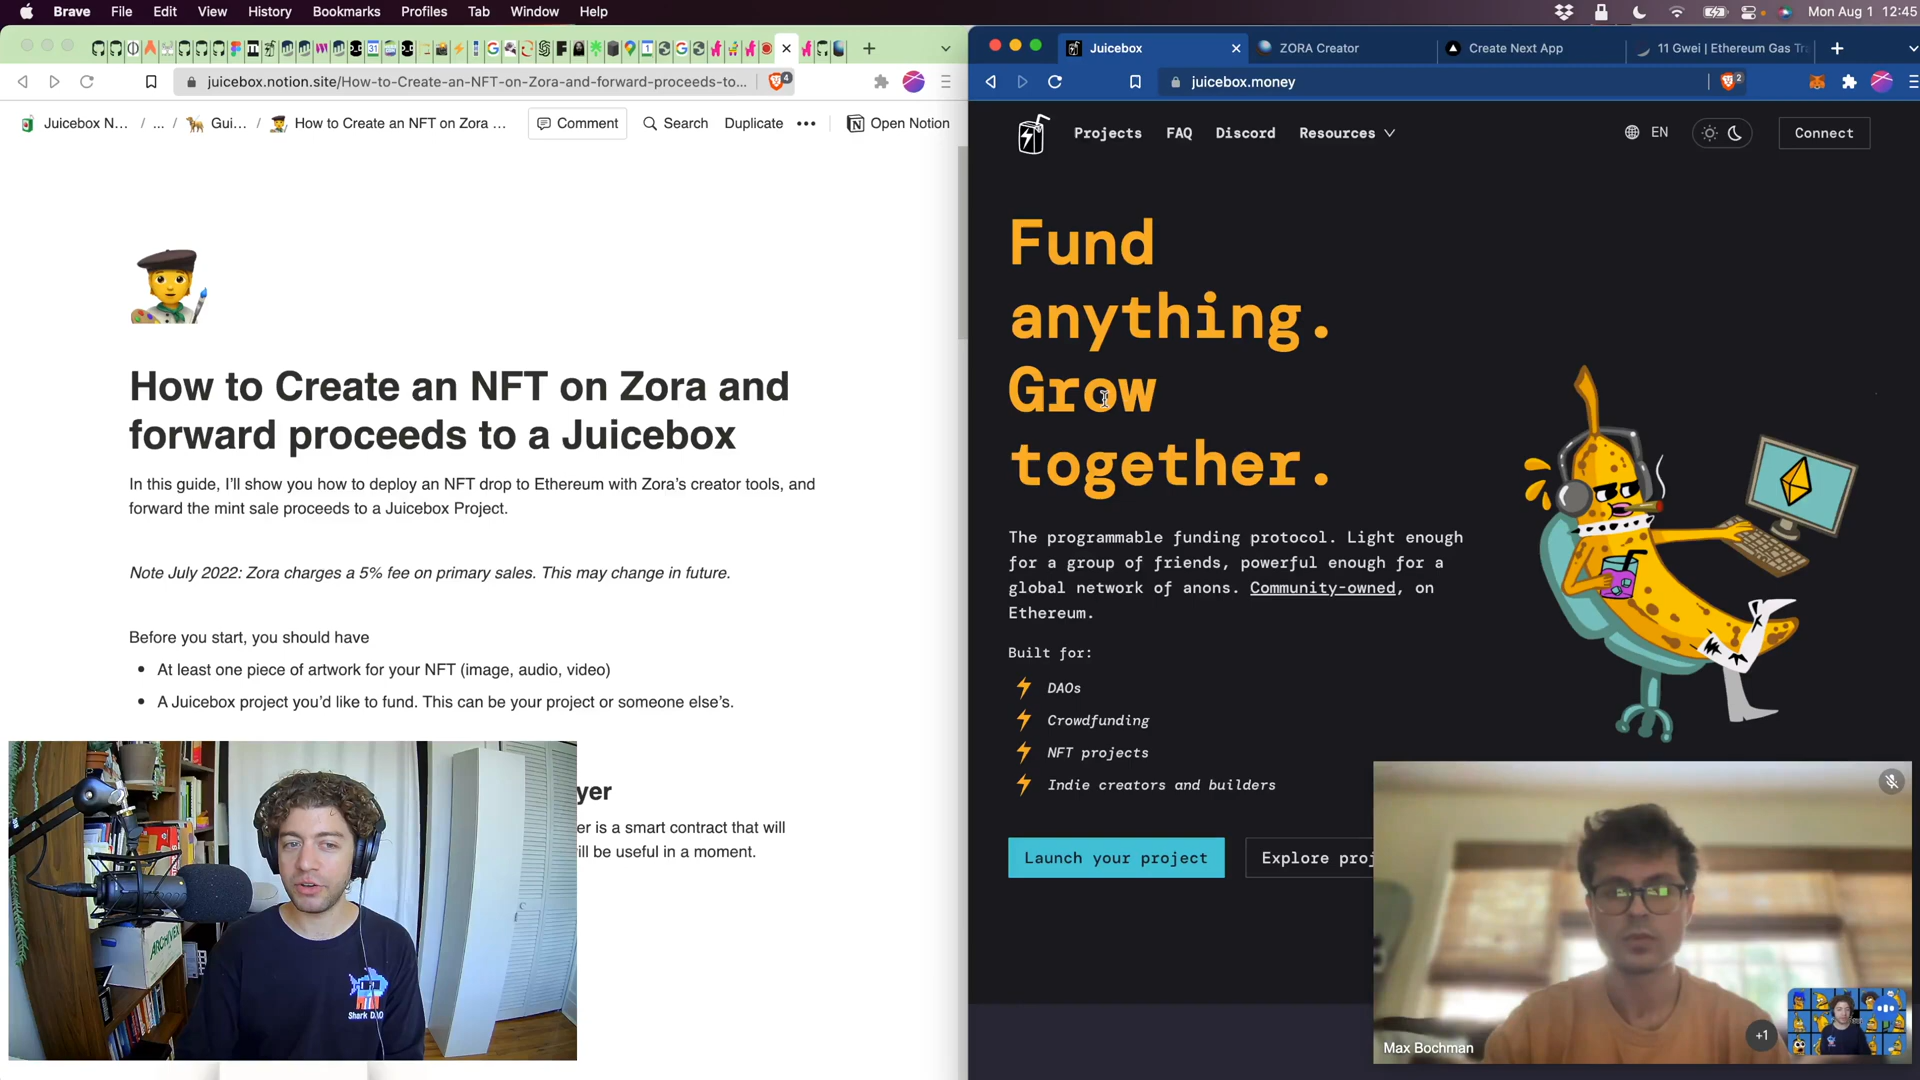 Brave File Edit View History Bookmarks Profiles Tab Window Help
Mon Aug 1 12:45
juicebox.notion.site/How-to-Create-an-NFT-on-Zora-and-forward-proceeds-to...
4
Juicebox N... / ... / Gui... / How to Create an NFT on Zora ...
Comment
Search
Duplicate
Open Notion
How to Create an NFT on Zora and
forward proceeds to a Juicebox
In this guide, I’ll show you how to deploy an NFT drop to Ethereum with Zora’s creator tools, and
forward the mint sale proceeds to a Juicebox Project.
Note July 2022: Zora charges a 5% fee on primary sales. This may change in future.
Before you start, you should have
• At least one piece of artwork for your NFT (image, audio, video)
• A Juicebox project you’d like to fund. This can be your project or someone else’s.
yer
er is a smart contract that will
ill be useful in a moment.
ARCHIVEX
Shark DAO
Juicebox
ZORA Creator
Create Next App
11 Gwei | Ethereum Gas Tr
juicebox.money
2
Projects
FAQ
Discord
Resources
EN
Connect
Fund
anything.
Grow
together.
The programmable funding protocol. Light enough
for a group of friends, powerful enough for a
global network of anons. Community-owned, on
Ethereum.
Built for:
DAOs
Crowdfunding
NFT projects
Indie creators and builders
Launch your project
Explore proj
Max Bochman
+1